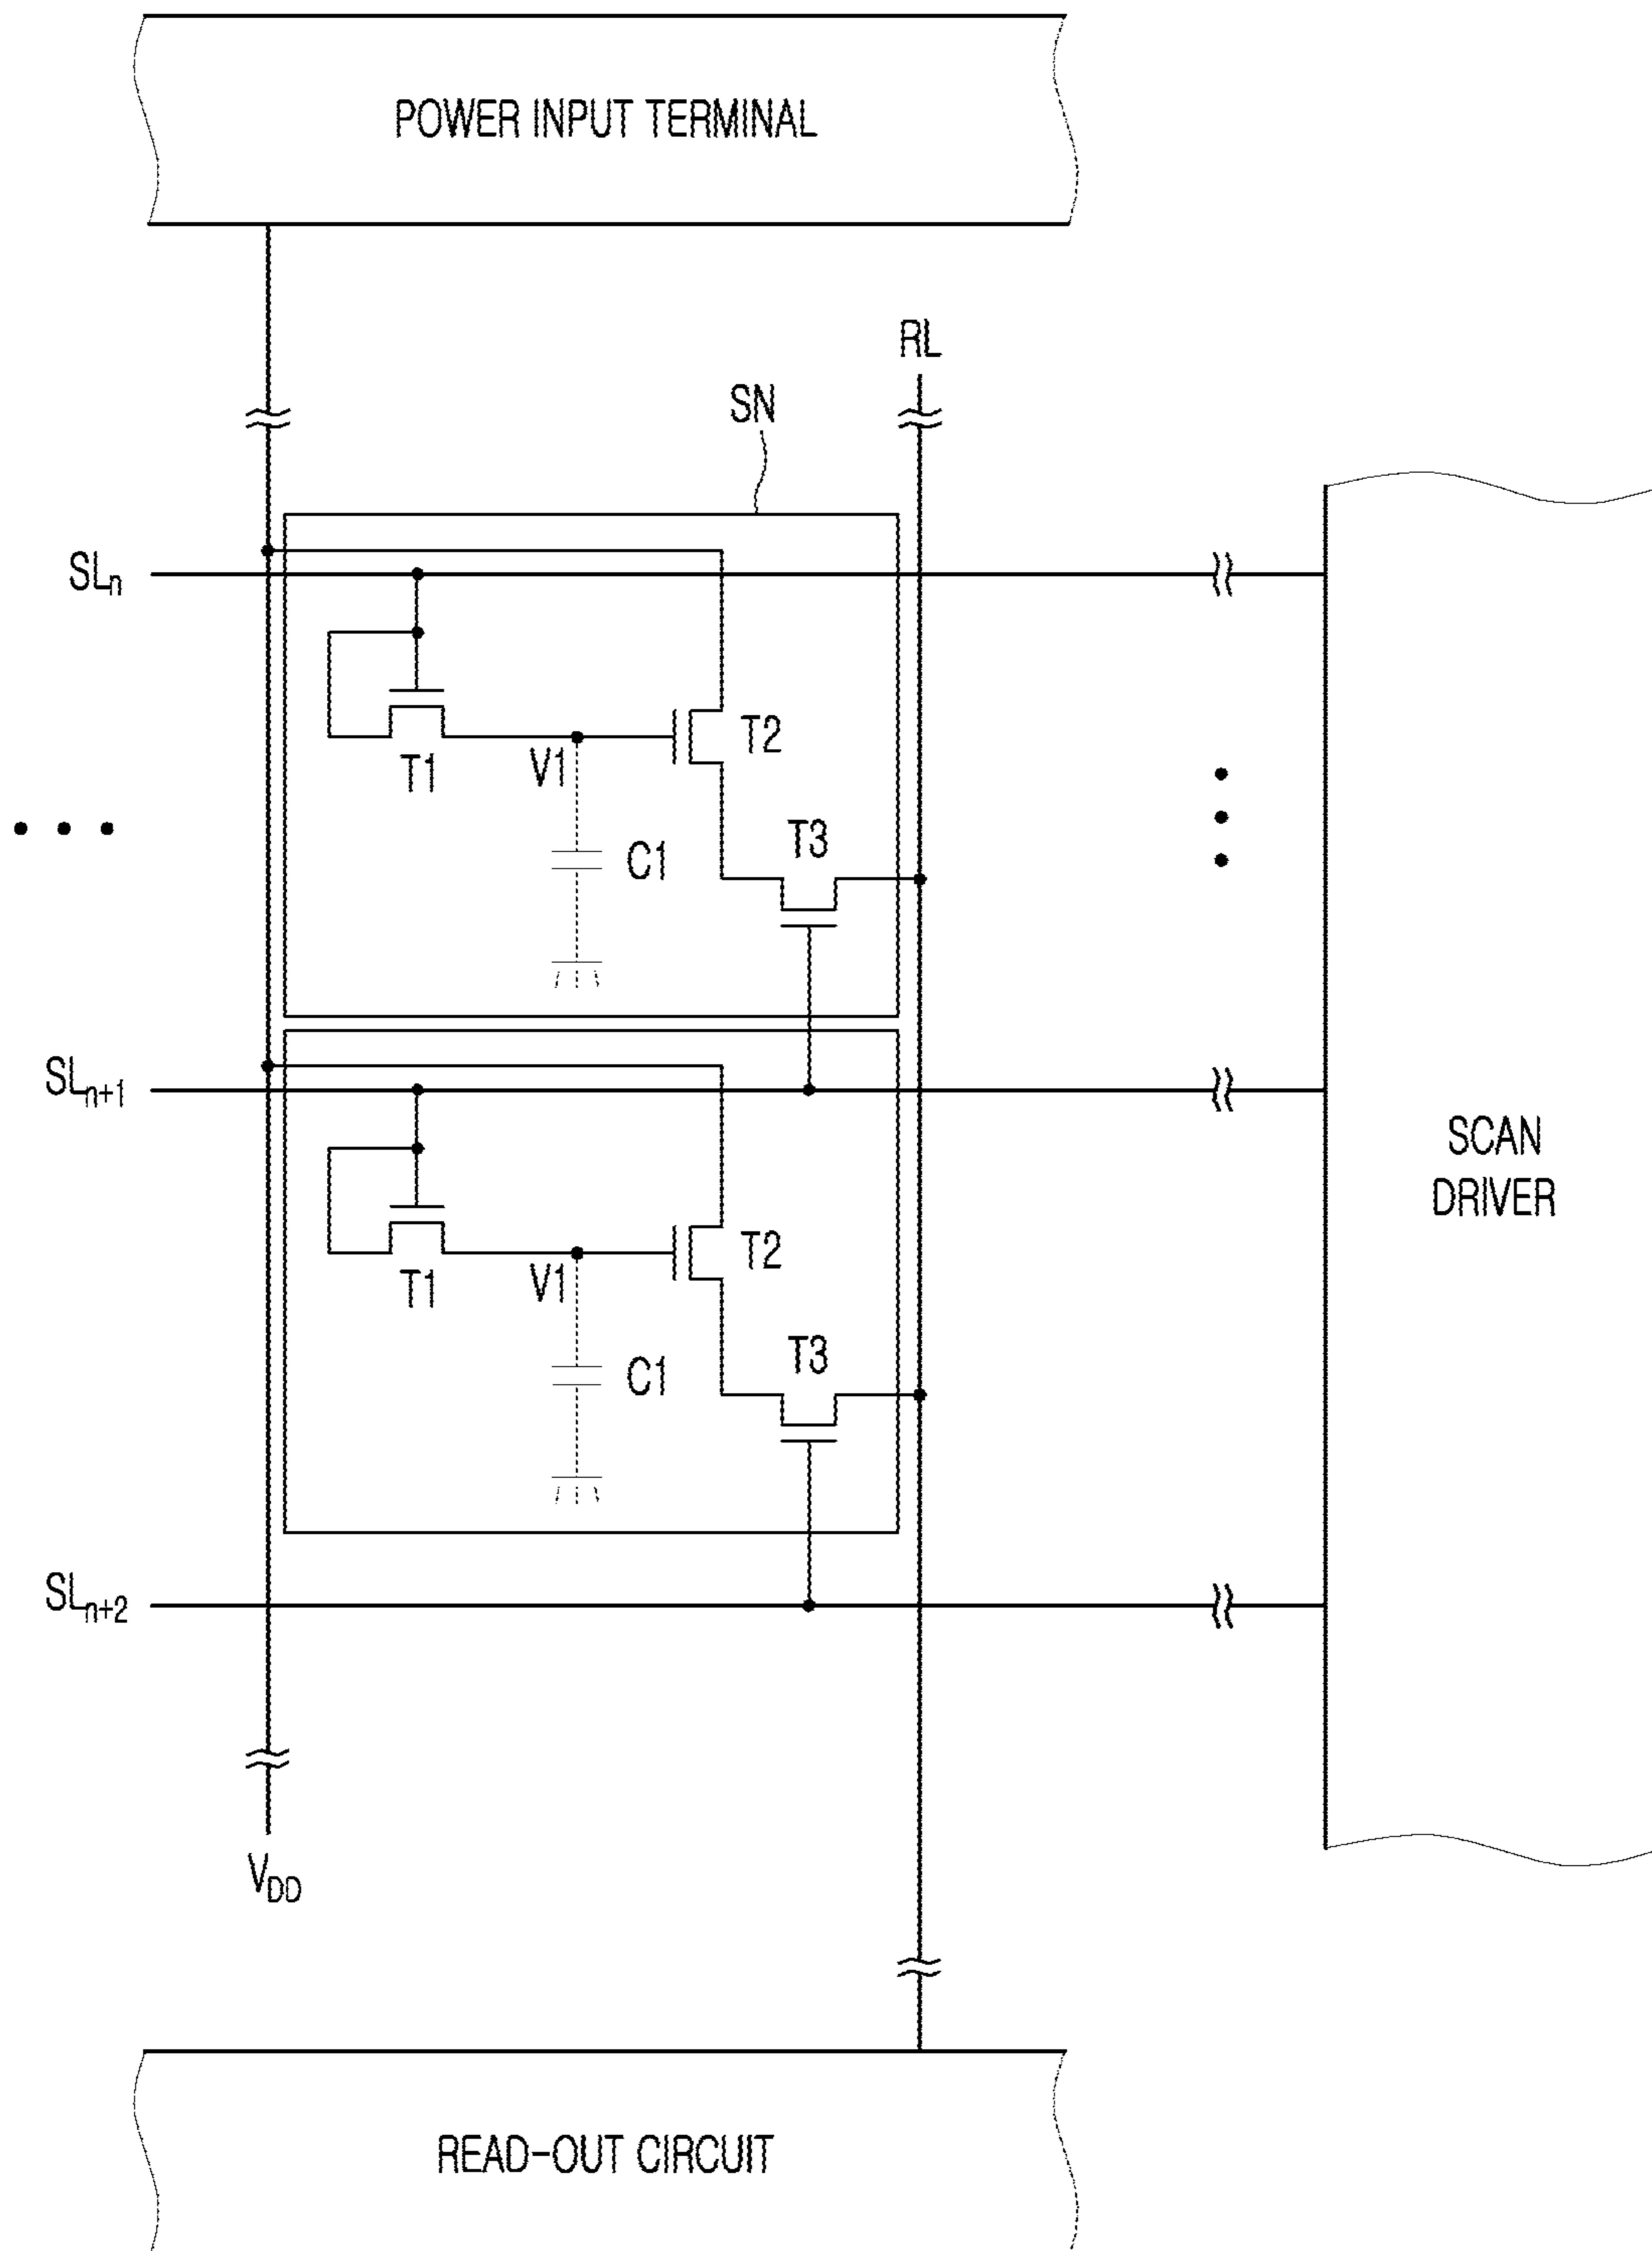 POWER INPUT TERMINAL
RL
SN
SLn
T1
V1
T2
C1
T3
SLn+1
T1
V1
T2
C1
T3
SCAN
DRIVER
SLn+2
VDD
READ-OUT CIRCUIT